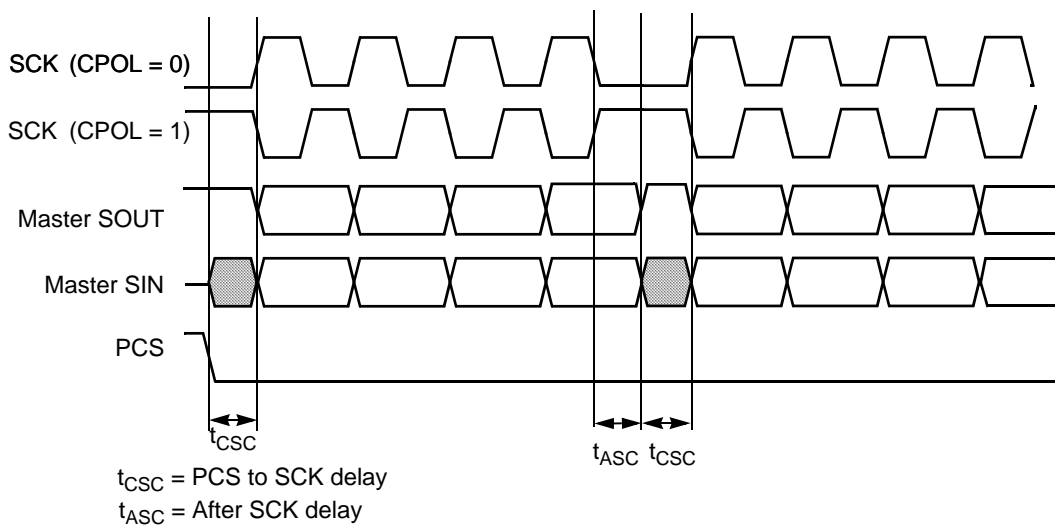 SCK (CPOL = 0)
SCK (CPOL = 1)
Master SOUT
Master SIN
PCS
tCSC
tASC tCSC
tCSC = PCS to SCK delay
tASC = After SCK delay